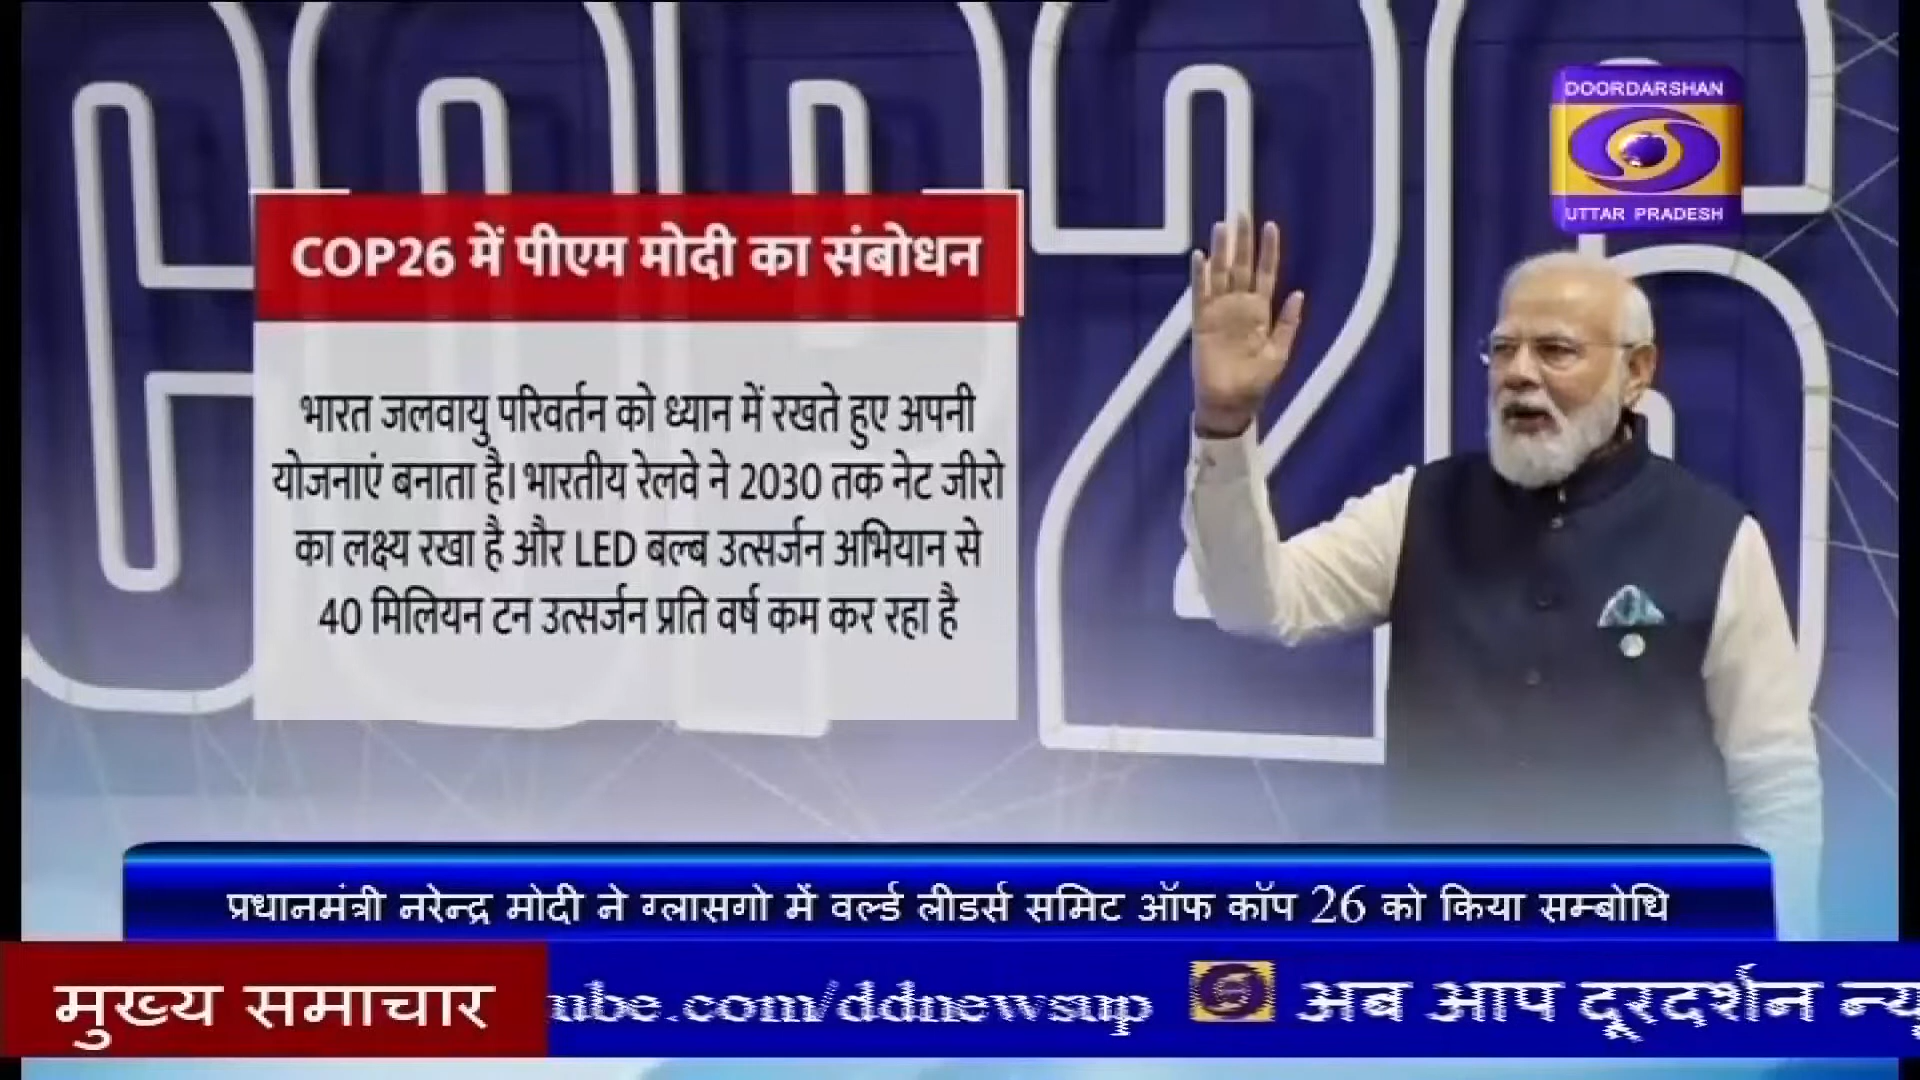 DOORDARSHAN
UTTAR PRADESH
COP26 में पीएम मोदी का संबोधन
भारत जलवायु परिवर्तन को ध्यान में रखते हुए अपनी
योजनाएं बनाता है। भारतीय रेलवे ने 2030 तक नेट जीरो
का लक्ष्य रखा है और LED बल्ब उत्सर्जन अभियान से
40 मिलियन टन उत्सर्जन प्रति वर्ष कम कर रहा है
प्रधानमंत्री नरेन्द्र मोदी ने ग्लासगो में वर्ल्ड लीडर्स समिट ऑफ कॉप 26 को किया सम्बोधि
मुख्य समाचार
ube.com/ddnewsup अब आप दूरदर्शन न्यू